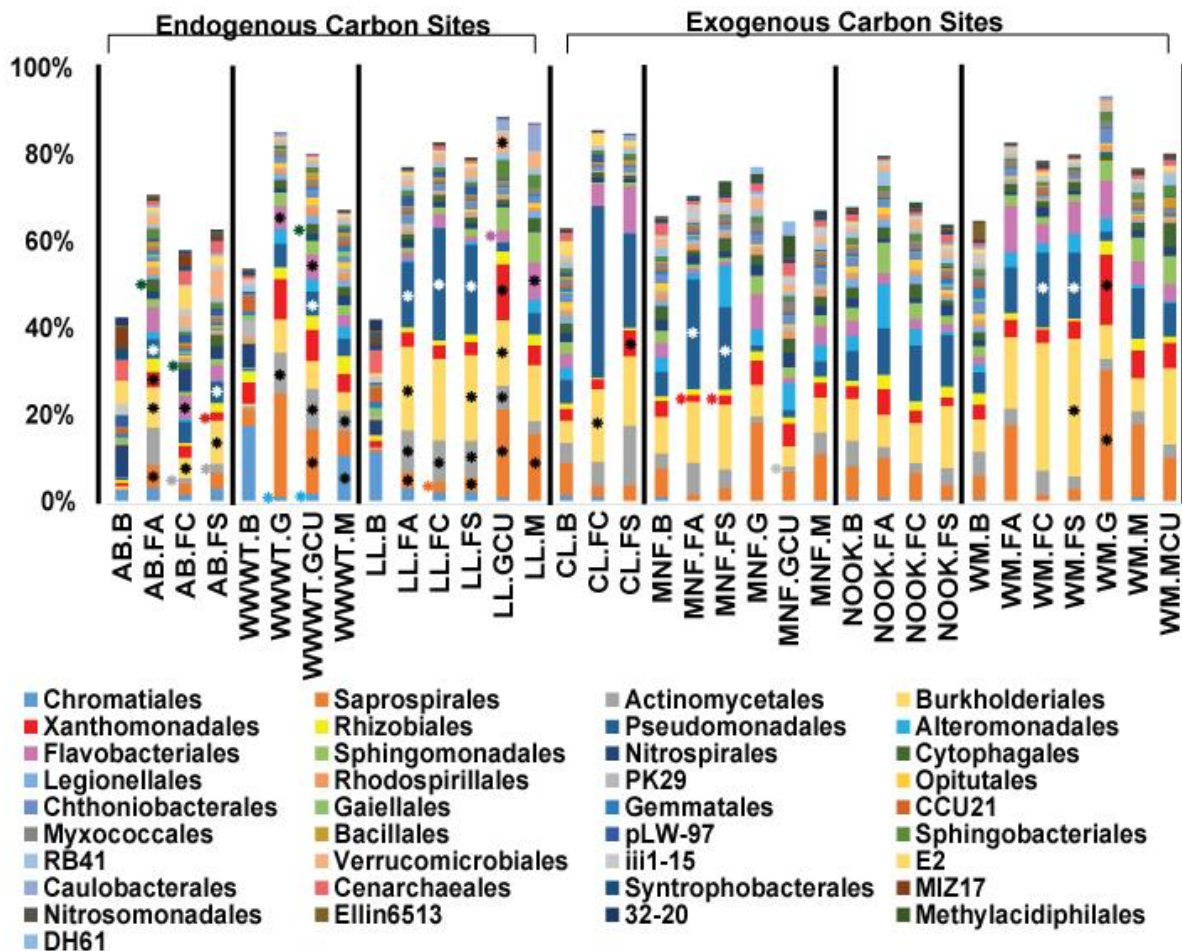 Endogenous Carbon Sites Exogenous Carbon Sites
100%
80%
60%
40%
20%
0%
AB.B
AB.FA
AB.FC
AB.FS
WWWT.B
WWWT.G
WWWT.GCU
WWWT.M
LL.B
LL.FA
LL.FC
LL.FS
LL.GCU
LL.M
CL.B
CL.FC
CL.FS
MNF.B
MNF.FA
MNF.FS
MNF.G
MNF.GCU
MNF.M
NOOK.B
NOOK.FA
NOOK.FC
NOOK.FS
WM.B
WM.FA
WM.FC
WM.FS
WM.G
WM.M
WM.MCU
Chromatiales Saprospirales Actinomycetales Burkholderiales
Xanthomonadales Rhizobiales Pseudomonadales Alteromonadales
Flavobacteriales Sphingomonadales Nitrospirales Cytophagales
Legionellales Rhodospirillales PK29 Opitutales
Chthoniobacterales Gaiellales Gemmatales CCU21
Myxococcales Bacillales pLW-97 Sphingobacteriales
RB41 Verrucomicrobiales iii1-15 E2
Caulobacterales Cenarchaeales Syntrophobacterales MIZ17
Nitrosomonadales Ellin6513 32-20 Methylacidiphilales
DH61